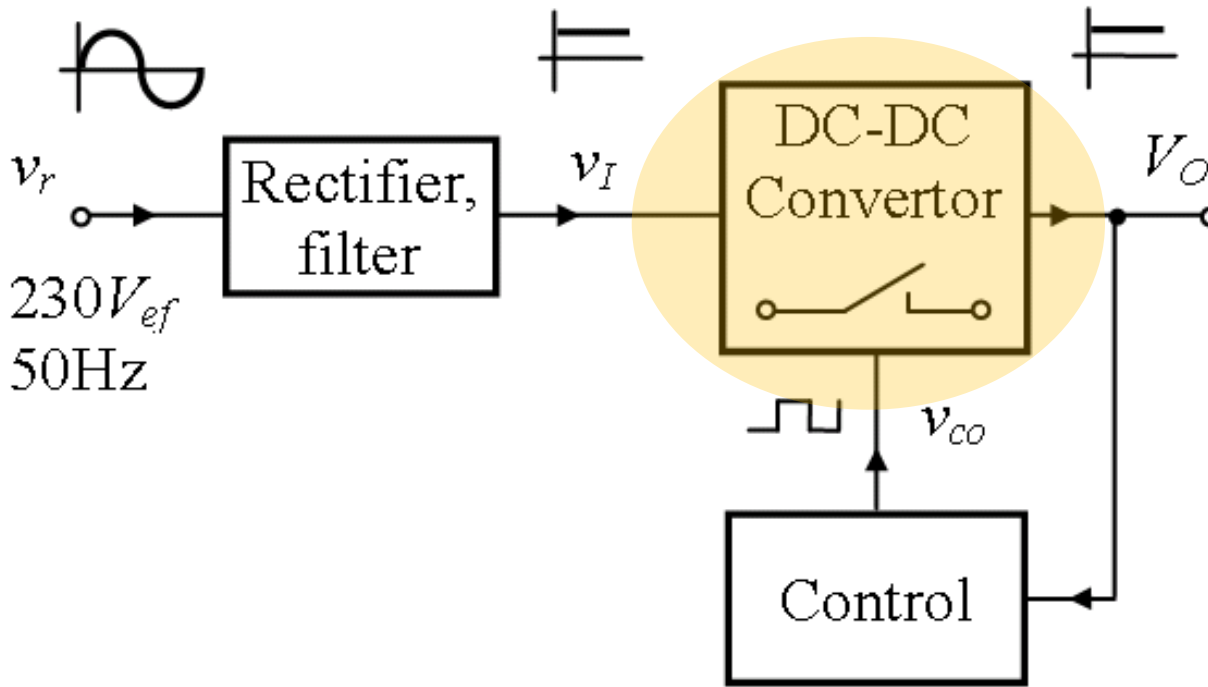 v_r
230V_ef
50Hz
Rectifier,
filter
v_I
DC-DC
Convertor
V_O
v_co
Control